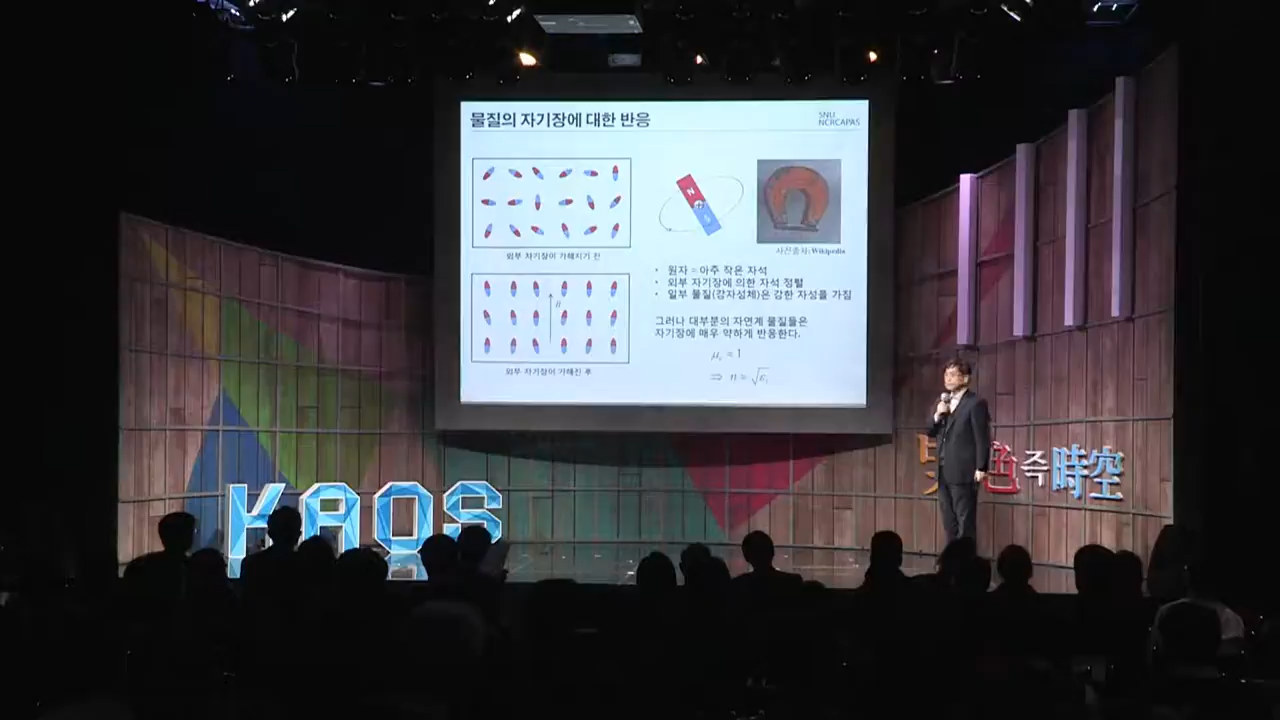 물질의 자기장에 대한 반응
SNU
NCRCAPAS
외부 자기장이 가해지기 전
N
S
사진출처: Wikipedia
• 원자 = 아주 작은 자석
• 외부 자기장에 의한 자석 정렬
• 일부 물질(강자성체)은 강한 자성을 가짐
B
외부 자기장이 가해진 후
그러나 대부분의 자연계 물질들은
자기장에 매우 약하게 반응한다.
⇒
KAOS
色즉時空